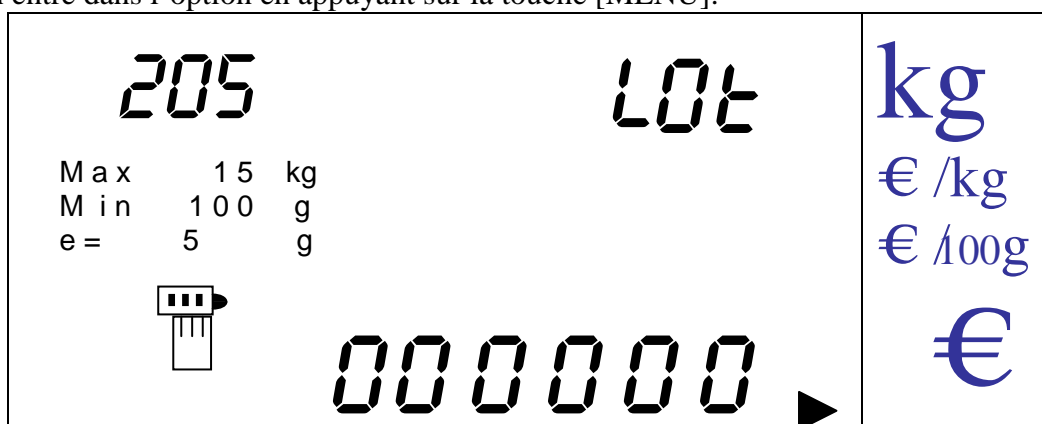 entre dans l'option en appuyant sur la touche [MENU].
205 LOt
Max 15 kg
Min 100 g
e= 5 g
000000
kg
€ /kg
€ /100g
€